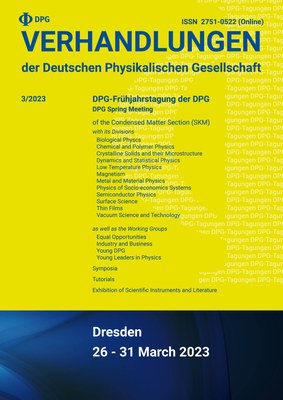 DPG
ISSN 2751-0522 (Online)
VERHANDLUNGEN
der Deutschen Physikalischen Gesellschaft
3/2023
DPG-Frühjahrstagung der DPG
DPG Spring Meeting
of the Condensed Matter Section (SKM)
with its Divisions
Biological Physics
Chemical and Polymer Physics
Crystalline Solids and their Microstructure
Dynamics and Statistical Physics
Low Temperature Physics
Magnetism
Metal and Material Physics
Physics of Socio-economics Systems
Semiconductor Physics
Surface Science
Thin Films
Vacuum Science and Technology
as well as the Working Groups
Equal Opportunities
Industry and Business
Young DPG
Young Leaders in Physics
Symposia
Tutorials
Exhibition of Scientific Instruments and Literature
Dresden
26 - 31 March 2023